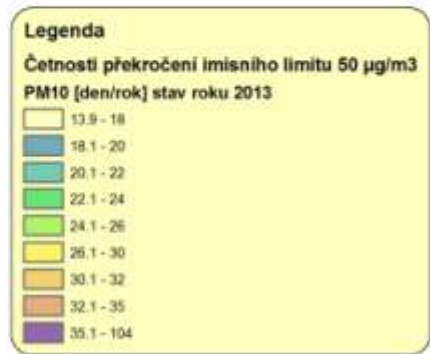 Legenda
Četnosti překročení imisního limitu 50 µg/m3
PM10 [den/rok] stav roku 2013
13.9 - 18
18.1 - 20
20.1 - 22
22.1 - 24
24.1 - 26
26.1 - 30
30.1 - 32
32.1 - 35
35.1 - 104